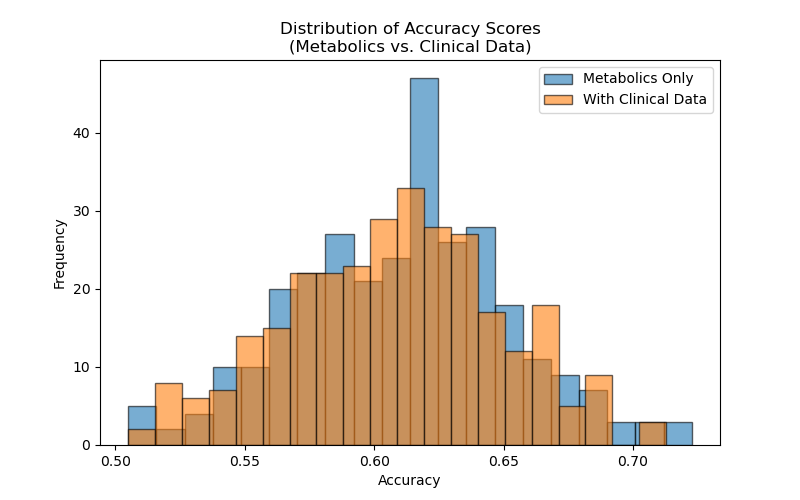 Distribution of Accuracy Scores
(Metabolics vs. Clinical Data)
Metabolics Only
With Clinical Data
40
30
20
10
0
Frequency
0.50 0.55 0.60 0.65 0.70
Accuracy